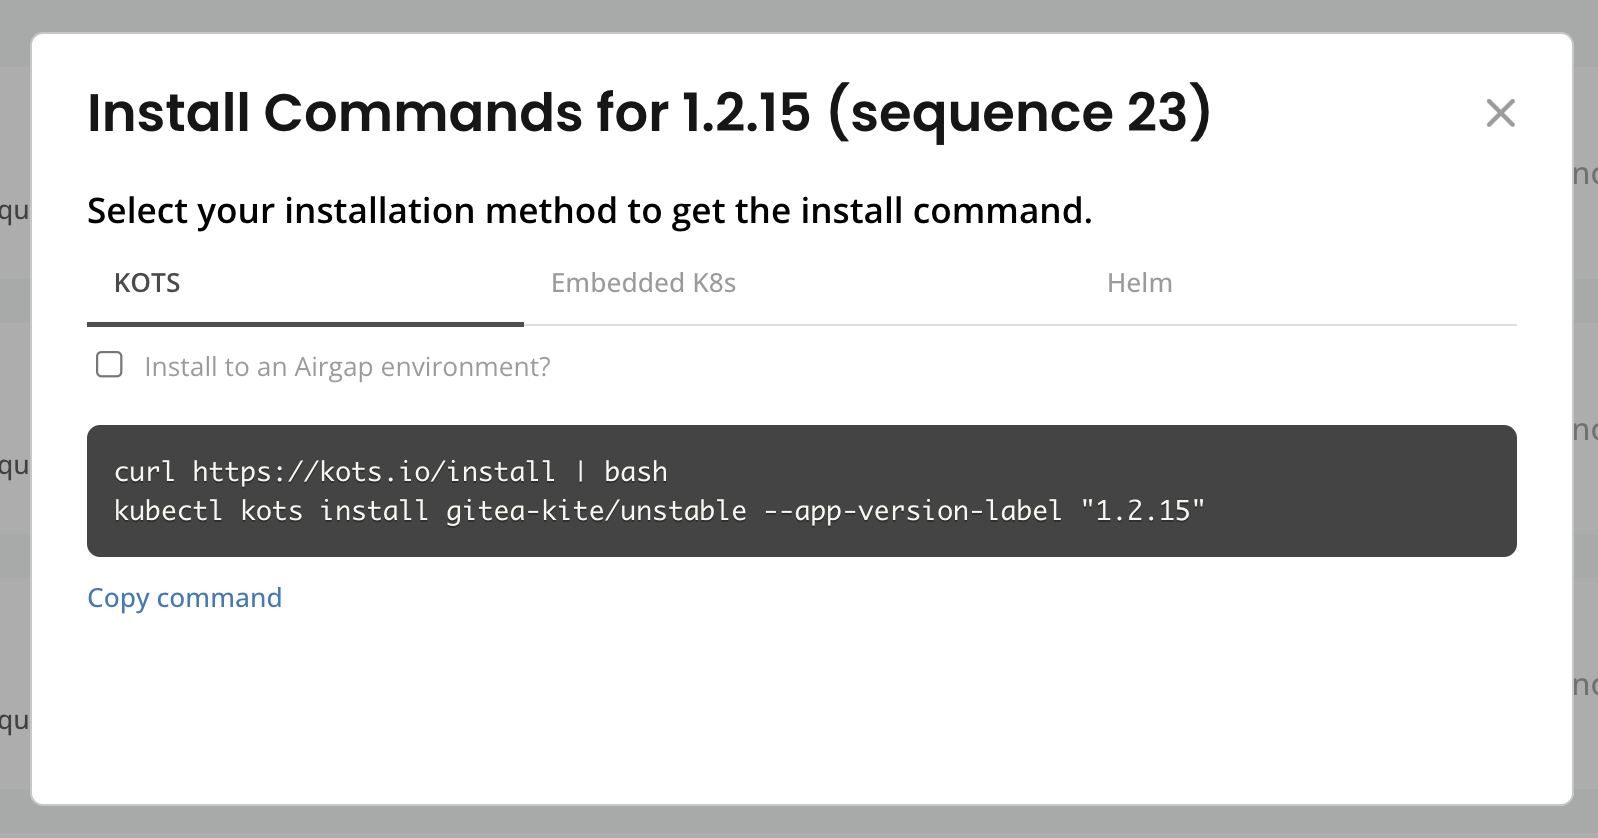 Install Commands for 1.2.15 (sequence 23)
Select your installation method to get the install command.
KOTS
Embedded K8s
Helm
Install to an Airgap environment?
curl https://kots.io/install | bash
kubectl kots install gitea-kite/unstable --app-version-label "1.2.15"
Copy command